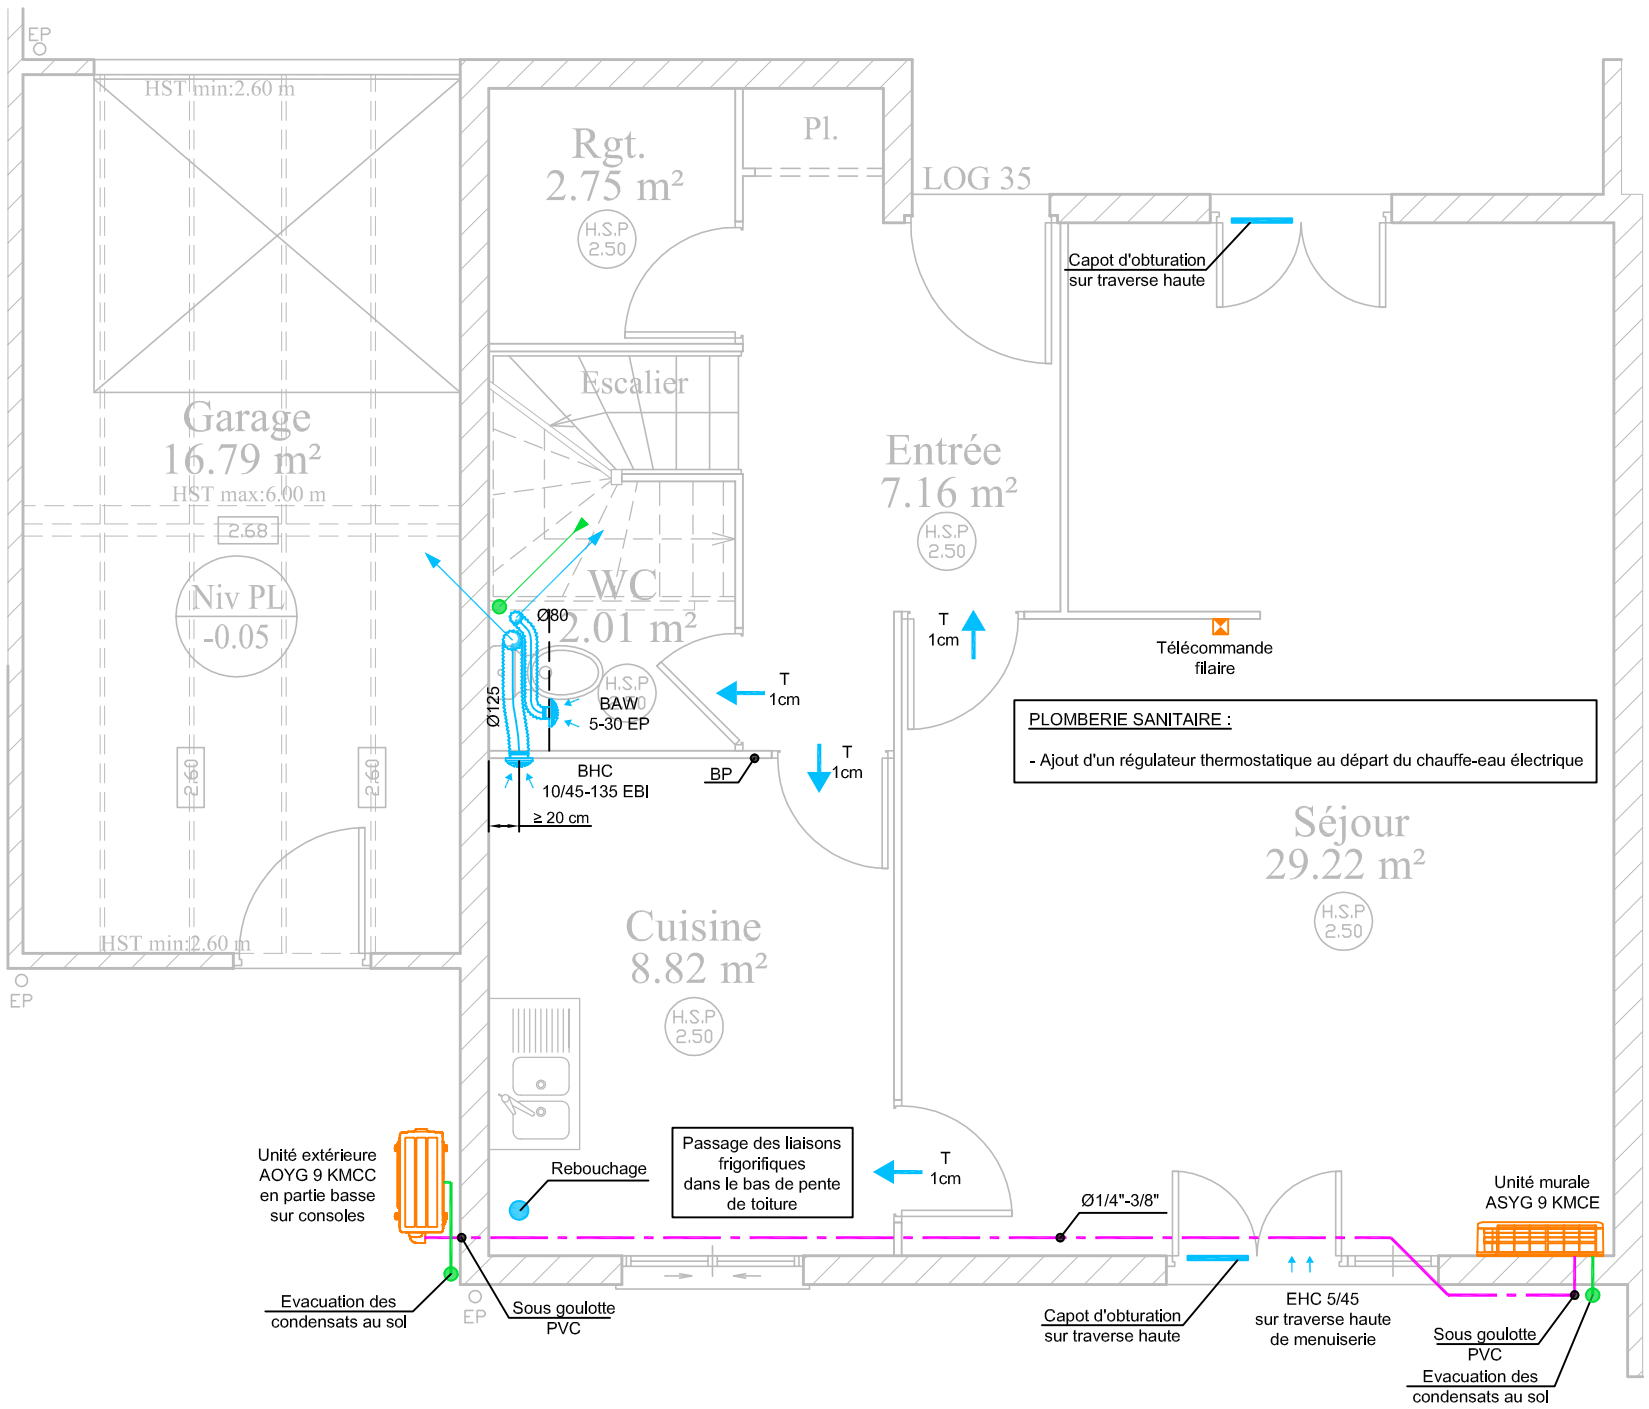 EP
HST min:2.60 m
Rgt.
2.75 m²
H.S.P
2.50
Pl.
LOG 35
Capot d'obturation
sur traverse haute
Escalier
Garage
16.79 m²
HST max:6.00 m
2.68
Niv PL
-0.05
Entrée
7.16 m²
H.S.P
2.50
WC
2.01 m²
H.S.P
Ø80
Ø125
BAW
5-30 EP
T
1cm
T
1cm
T
1cm
Télécommande
filaire
PLOMBERIE SANITAIRE :
- Ajout d'un régulateur thermostatique au départ du chauffe-eau électrique
BHC
10/45-135 EBI
BP
≥ 20 cm
2.60
2.60
Séjour
29.22 m²
H.S.P
2.50
Cuisine
8.82 m²
H.S.P
2.50
HST min:2.60 m
EP
Unité extérieure
AOYG 9 KMCC
en partie basse
sur consoles
Rebouchage
Passage des liaisons
frigorifiques
dans le bas de pente
de toiture
T
1cm
Ø1/4"-3/8"
Unité murale
ASYG 9 KMCE
Evacuation des
condensats au sol
EP
Sous goulotte
PVC
Capot d'obturation
sur traverse haute
EHC 5/45
sur traverse haute
de menuiserie
Sous goulotte
PVC
Evacuation des
condensats au sol